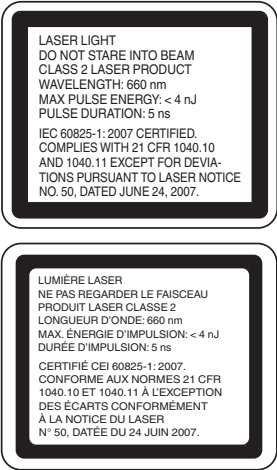 LASER LIGHT
DO NOT STARE INTO BEAM
CLASS 2 LASER PRODUCT
WAVELENGTH: 660 nm
MAX PULSE ENERGY: < 4 nJ
PULSE DURATION: 5 ns
IEC 60825-1: 2007 CERTIFIED.
COMPLIES WITH 21 CFR 1040.10
AND 1040.11 EXCEPT FOR DEVIA-
TIONS PURSUANT TO LASER NOTICE
NO. 50, DATED JUNE 24, 2007.
LUMIÈRE LASER
NE PAS REGARDER LE FAISCEAU
PRODUIT LASER CLASSE 2
LONGUEUR D'ONDE: 660 nm
MAX. ÉNERGIE D'IMPULSION: < 4 nJ
DURÉE D'IMPULSION: 5 ns
CERTIFIÉ CEI 60825-1: 2007.
CONFORME AUX NORMES 21 CFR
1040.10 ET 1040.11 À L'EXCEPTION
DES ÉCARTS CONFORMÉMENT
À LA NOTICE DU LASER
N° 50, DATÉE DU 24 JUIN 2007.